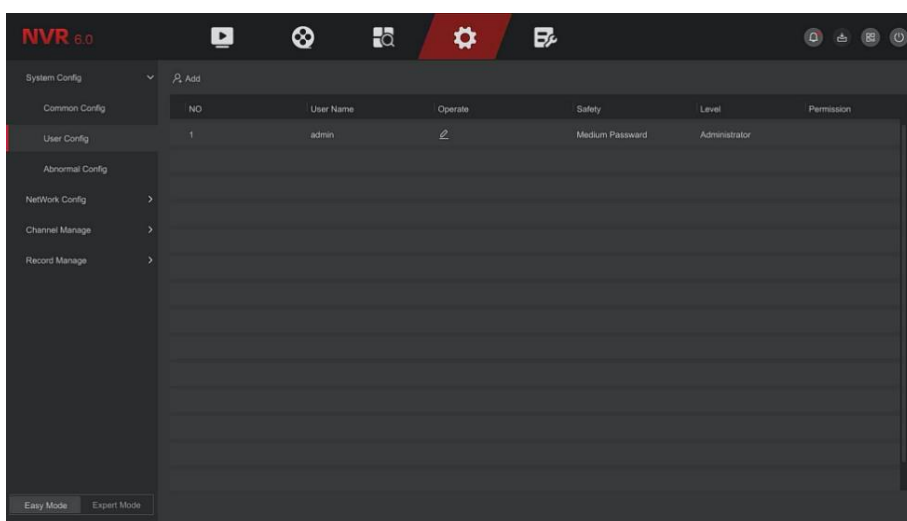 NVR 6.0
System Config
Add
Common Config
NO User Name Operate Safety Level Permission
User Config
1 admin Medium Passward Administrator
Abnormal Config
NetWork Config
Channel Manage
Record Manage
Easy Mode Expert Mode